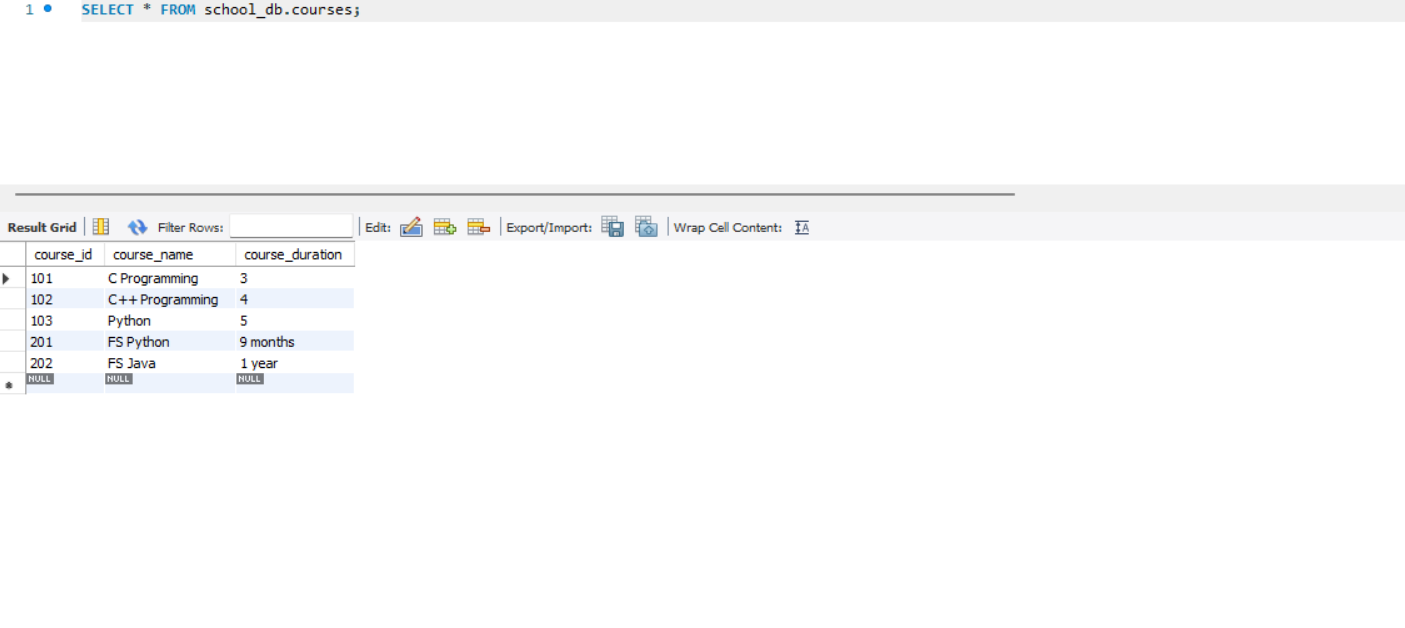 1 SELECT * FROM school_db.courses;
Result Grid Filter Rows: Edit: Export/Import: Wrap Cell Content:
course_id course_name course_duration
101 C Programming 3
102 C++ Programming 4
103 Python 5
201 FS Python 9 months
202 FS Java 1 year
NULL NULL NULL